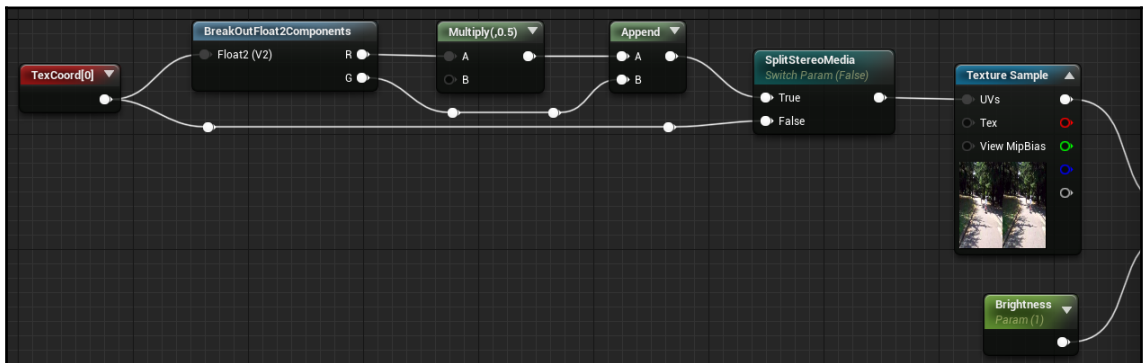 BreakOutFloat2Components
Float2 (V2)
R
G
Multiply(,0.5)
A
B
Append
A
B
TexCoord[0]
SplitStereoMedia
Switch Param (False)
True
False
Texture Sample
UVs
Tex
View MipBias
Brightness
Param (1)